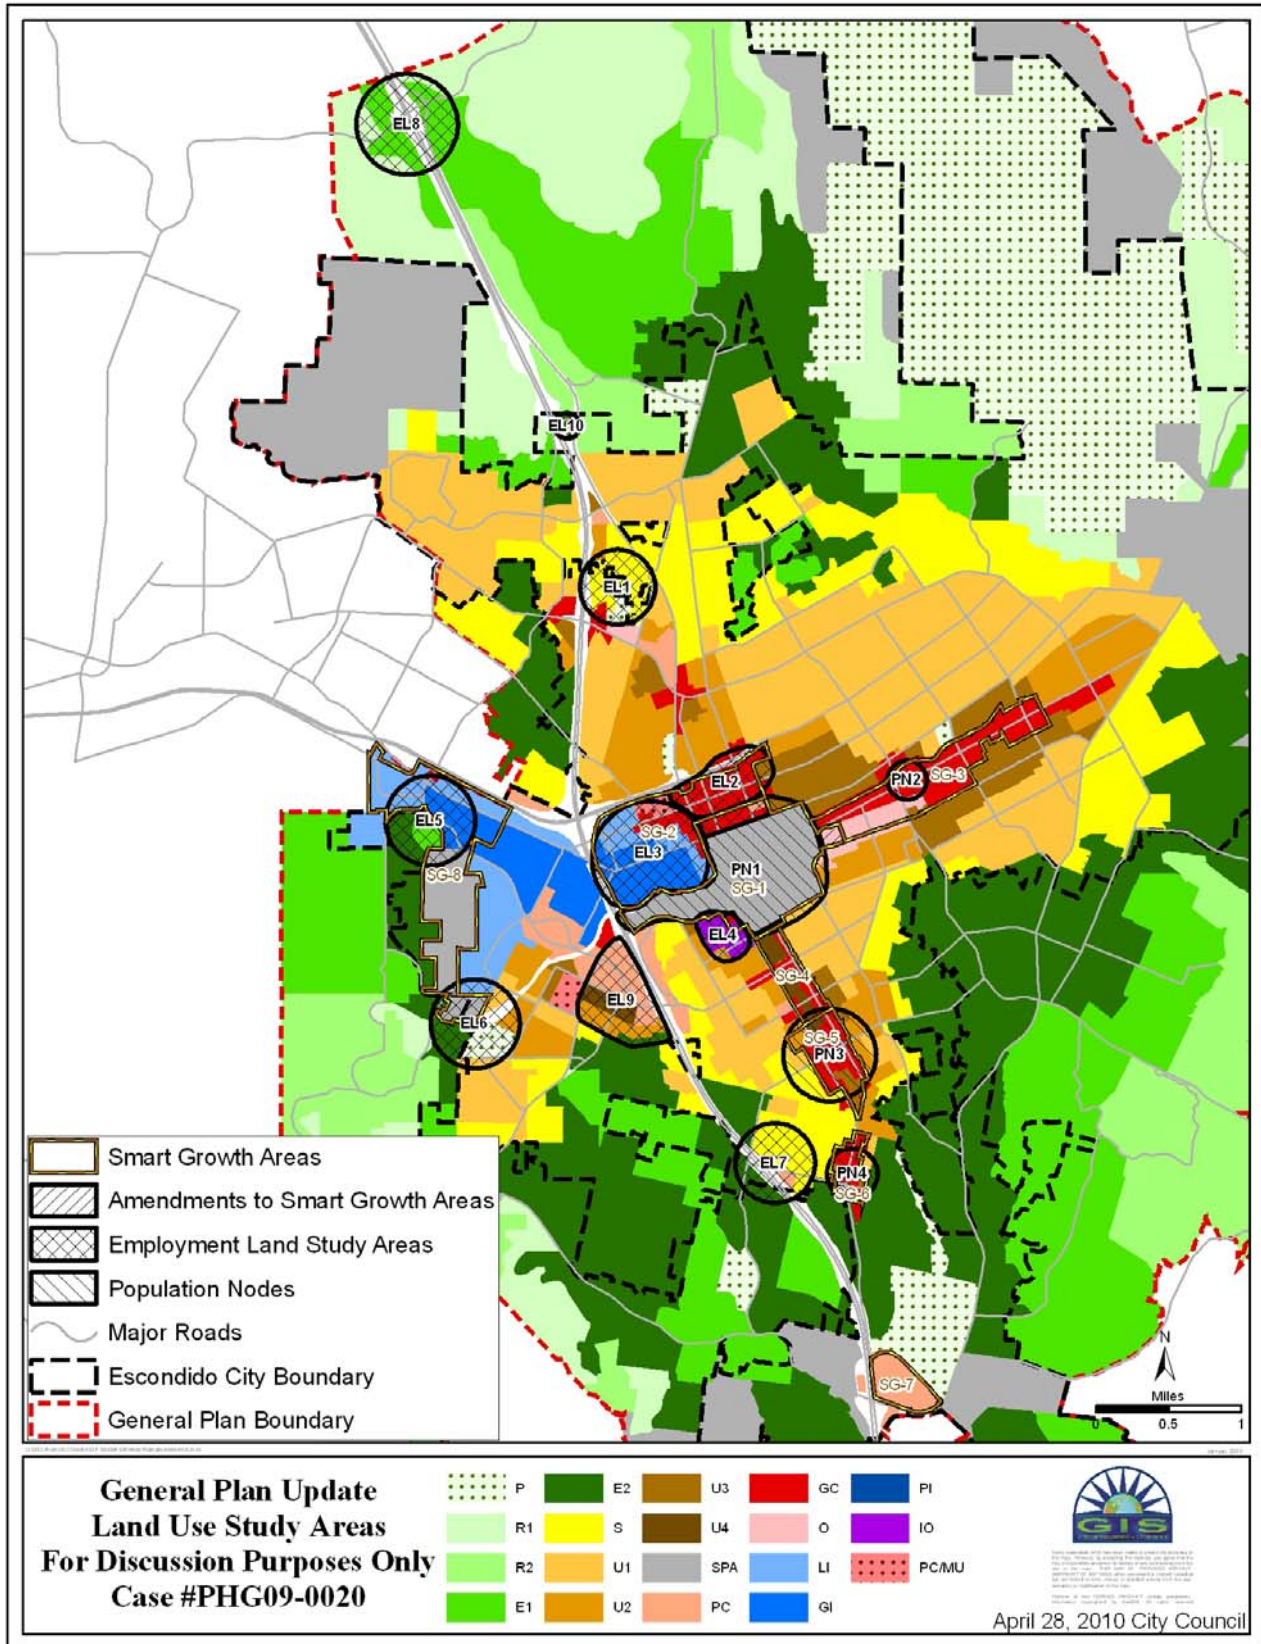 EL8
EL10
EL1
EL2
PN2
SG-3
EL5
SG-2
EL3
PN1
SG-1
SG-8
EL4
SG-4
EL9
EL6
SG-5
PN3
EL7
PN4
SG-6
SG-7
Smart Growth Areas
Amendments to Smart Growth Areas
Employment Land Study Areas
Population Nodes
Major Roads
Escondido City Boundary
General Plan Boundary
N
Miles
0 0.5 1
General Plan Update
Land Use Study Areas
For Discussion Purposes Only
Case #PHG09-0020
P E2 U3 GC PI
R1 S U4 O IO
R2 U1 SPA LI PC/MU
E1 U2 PC GI
GIS
April 28, 2010 City Council